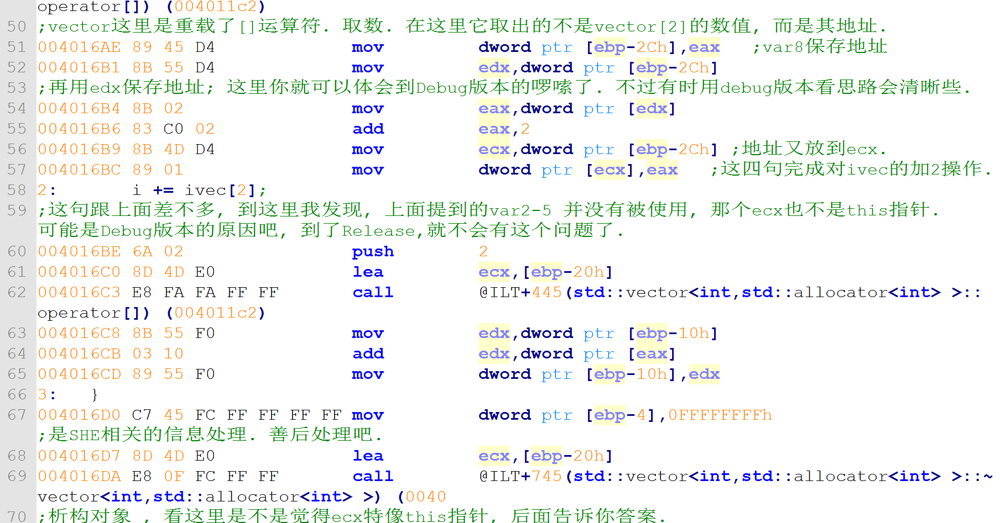 operator[]) (004011c2)
50 ;vector这里是重载了[]运算符. 取数. 在这里它取出的不是vector[2]的数值, 而是其地址.
51 004016AE 89 45 D4 mov dword ptr [ebp-2Ch],eax ;var8保存地址
52 004016B1 8B 55 D4 mov edx,dword ptr [ebp-2Ch]
53 ;再用edx保存地址; 这里你就可以体会到Debug版本的啰嗦了. 不过有时用debug版本看思路会清晰些.
54 004016B4 8B 02 mov eax,dword ptr [edx]
55 004016B6 83 C0 02 add eax,2
56 004016B9 8B 4D D4 mov ecx,dword ptr [ebp-2Ch] ;地址又放到ecx.
57 004016BC 89 01 mov dword ptr [ecx],eax ;这四句完成对ivec的加2操作.
58 2: i += ivec[2];
59 ;这句跟上面差不多, 到这里我发现, 上面提到的var2-5 并没有被使用, 那个ecx也不是this指针.
可能是Debug版本的原因吧, 到了Release,就不会有这个问题了.
60 004016BE 6A 02 push 2
61 004016C0 8D 4D E0 lea ecx,[ebp-20h]
62 004016C3 E8 FA FA FF FF call @ILT+445(std::vector<int,std::allocator<int> >::
operator[]) (004011c2)
63 004016C8 8B 55 F0 mov edx,dword ptr [ebp-10h]
64 004016CB 03 10 add edx,dword ptr [eax]
65 004016CD 89 55 F0 mov dword ptr [ebp-10h],edx
66 3: }
67 004016D0 C7 45 FC FF FF FF FF mov dword ptr [ebp-4],0FFFFFFFFh
;是SHE相关的信息处理. 善后处理吧.
68 004016D7 8D 4D E0 lea ecx,[ebp-20h]
69 004016DA E8 0F FC FF FF call @ILT+745(std::vector<int,std::allocator<int> >::~
vector<int,std::allocator<int> >) (0040
70 ;析构对象 , 看这里是不是觉得ecx特像this指针, 后面告诉你答案.